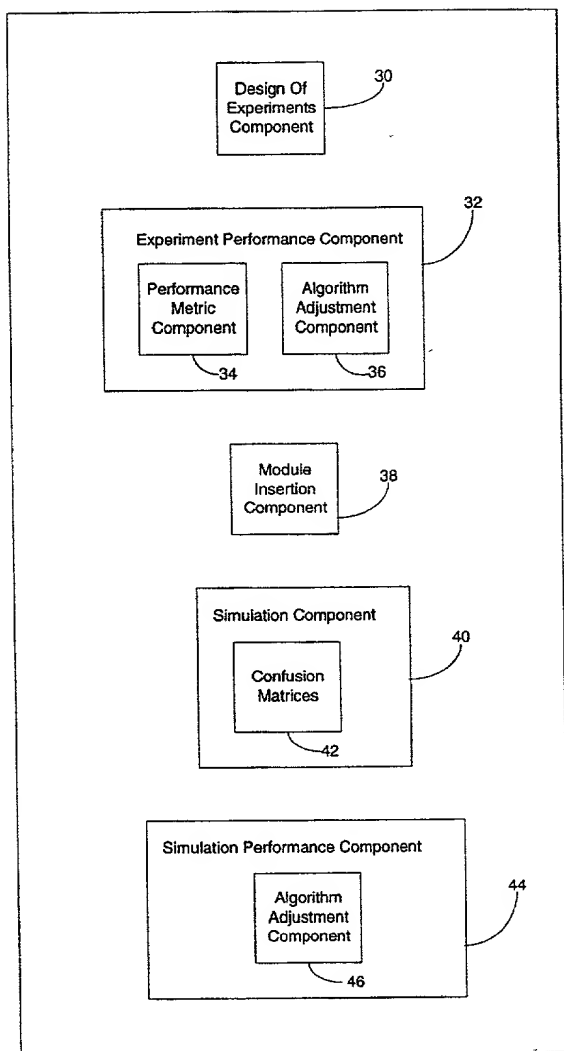 Design Of
Experiments
Component
30
32
Experiment Performance Component
Performance
Metric
Component
34
Algorithm
Adjustment
Component
36
Module
Insertion
Component
38
Simulation Component
40
Confusion
Matrices
42
Simulation Performance Component
44
Algorithm
Adjustment
Component
46